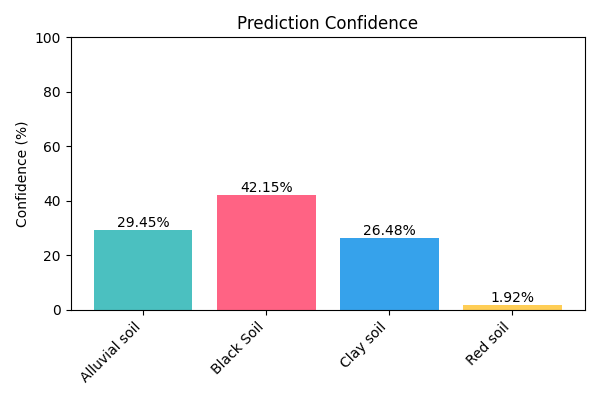 Prediction Confidence
Confidence (%)
100
80
60
40
20
0
29.45%
42.15%
26.48%
1.92%
Alluvial soil
Black Soil
Clay soil
Red soil